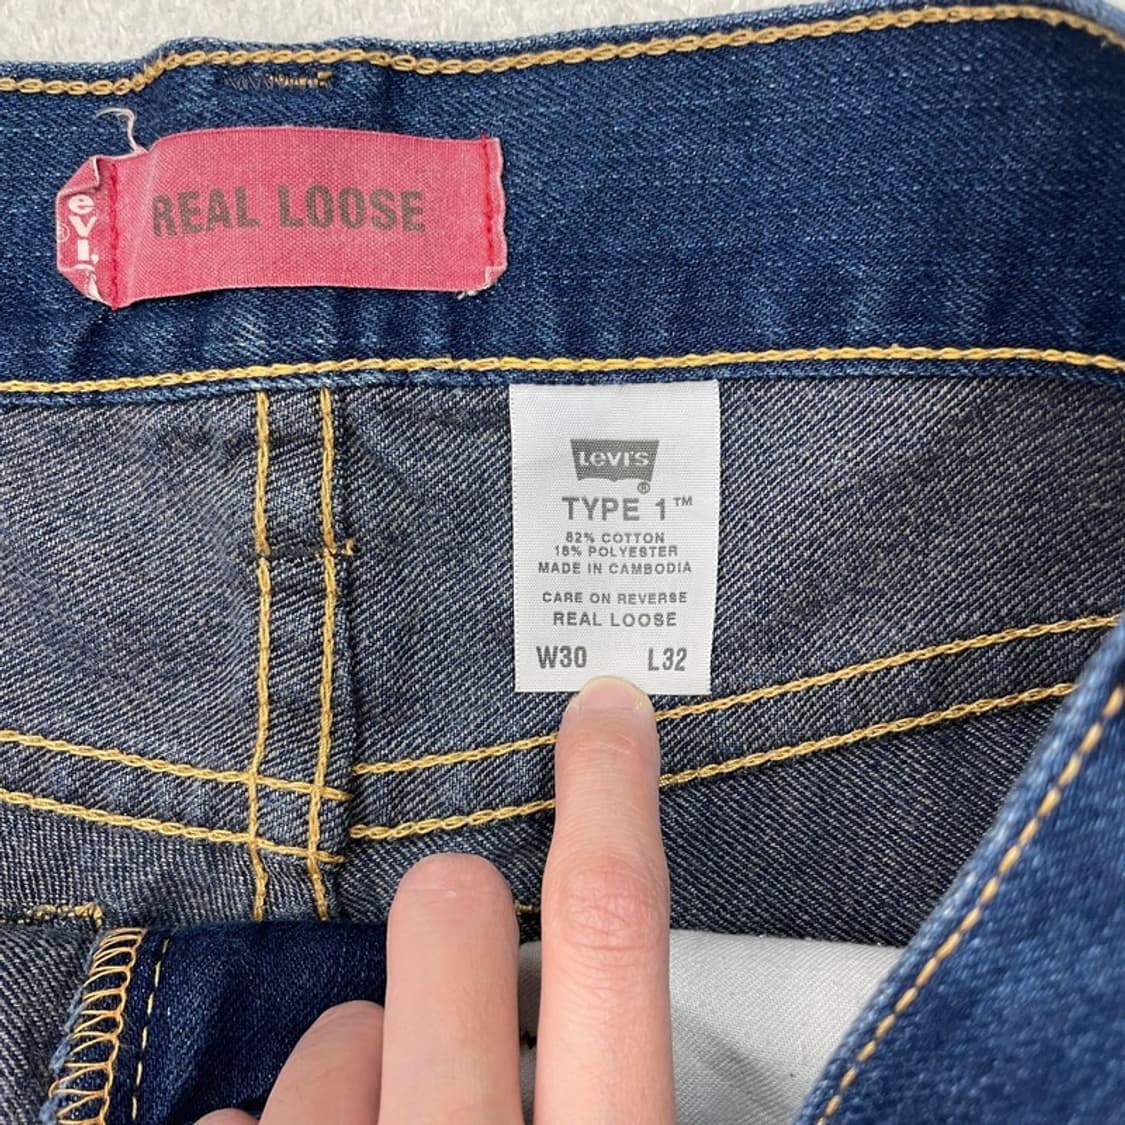 evi
REAL LOOSE
LEVI'S
®
TYPE 1™
82% COTTON
18% POLYESTER
MADE IN CAMBODIA
CARE ON REVERSE
REAL LOOSE
W30 L32